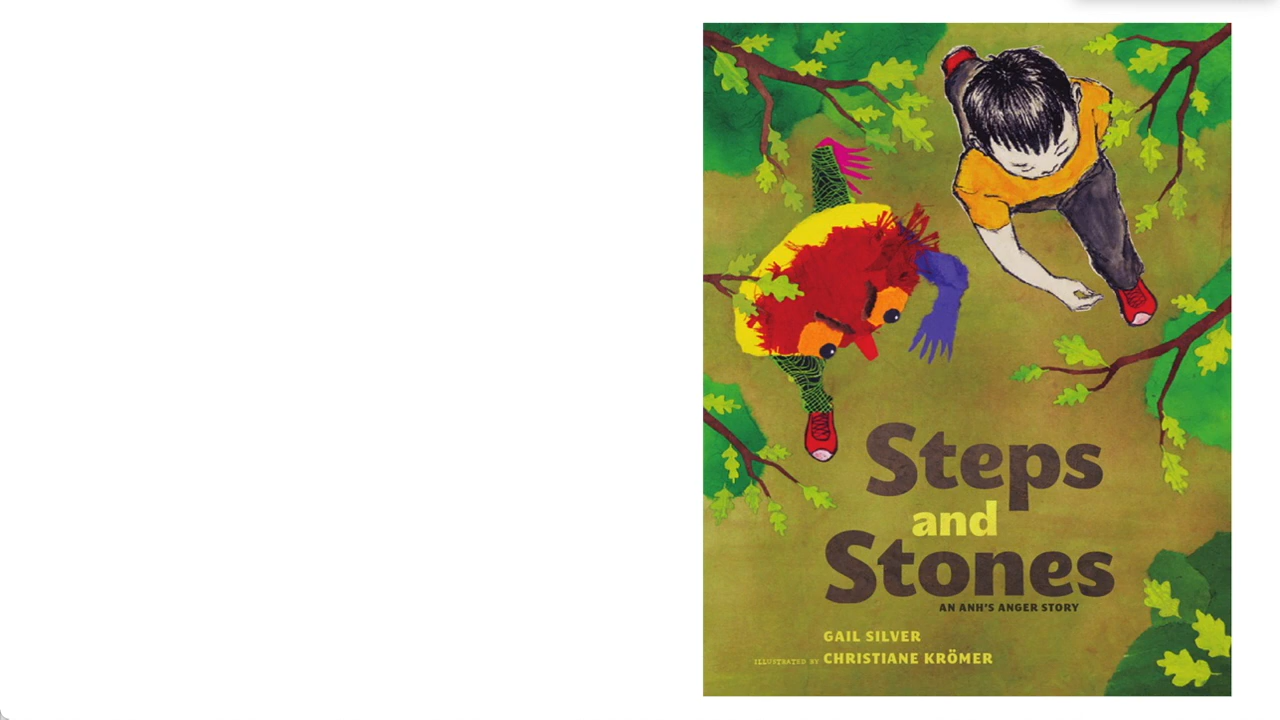 Steps
and
Stones
AN ANH'S ANGER STORY
GAIL SILVER
ILLUSTRATED BY CHRISTIANE KRÖMER